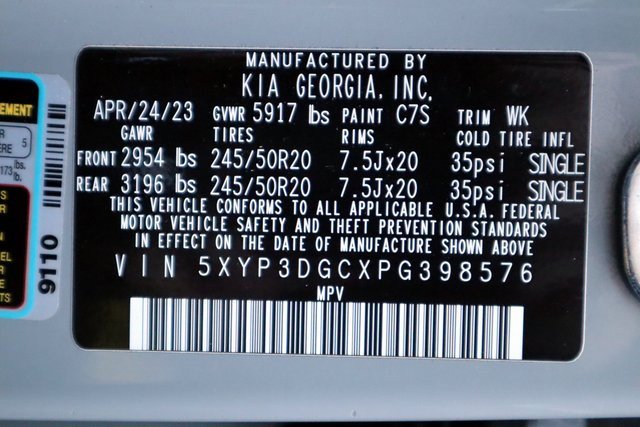 MANUFACTURED BY
KIA GEORGIA, INC.
APR/24/23 GVWR 5917 lbs PAINT C7S TRIM WK
GAWR TIRES RIMS COLD TIRE INFL
FRONT 2954 lbs 245/50R20 7.5Jx20 35psi SINGLE
REAR 3196 lbs 245/50R20 7.5Jx20 35psi SINGLE
THIS VEHICLE CONFORMS TO ALL APPLICABLE U.S.A. FEDERAL
MOTOR VEHICLE SAFETY AND THEFT PREVENTION STANDARDS
IN EFFECT ON THE DATE OF MANUFACTURE SHOWN ABOVE
VIN 5XYP3DGCXPG398576
MPV
9110
5
173
lbs.